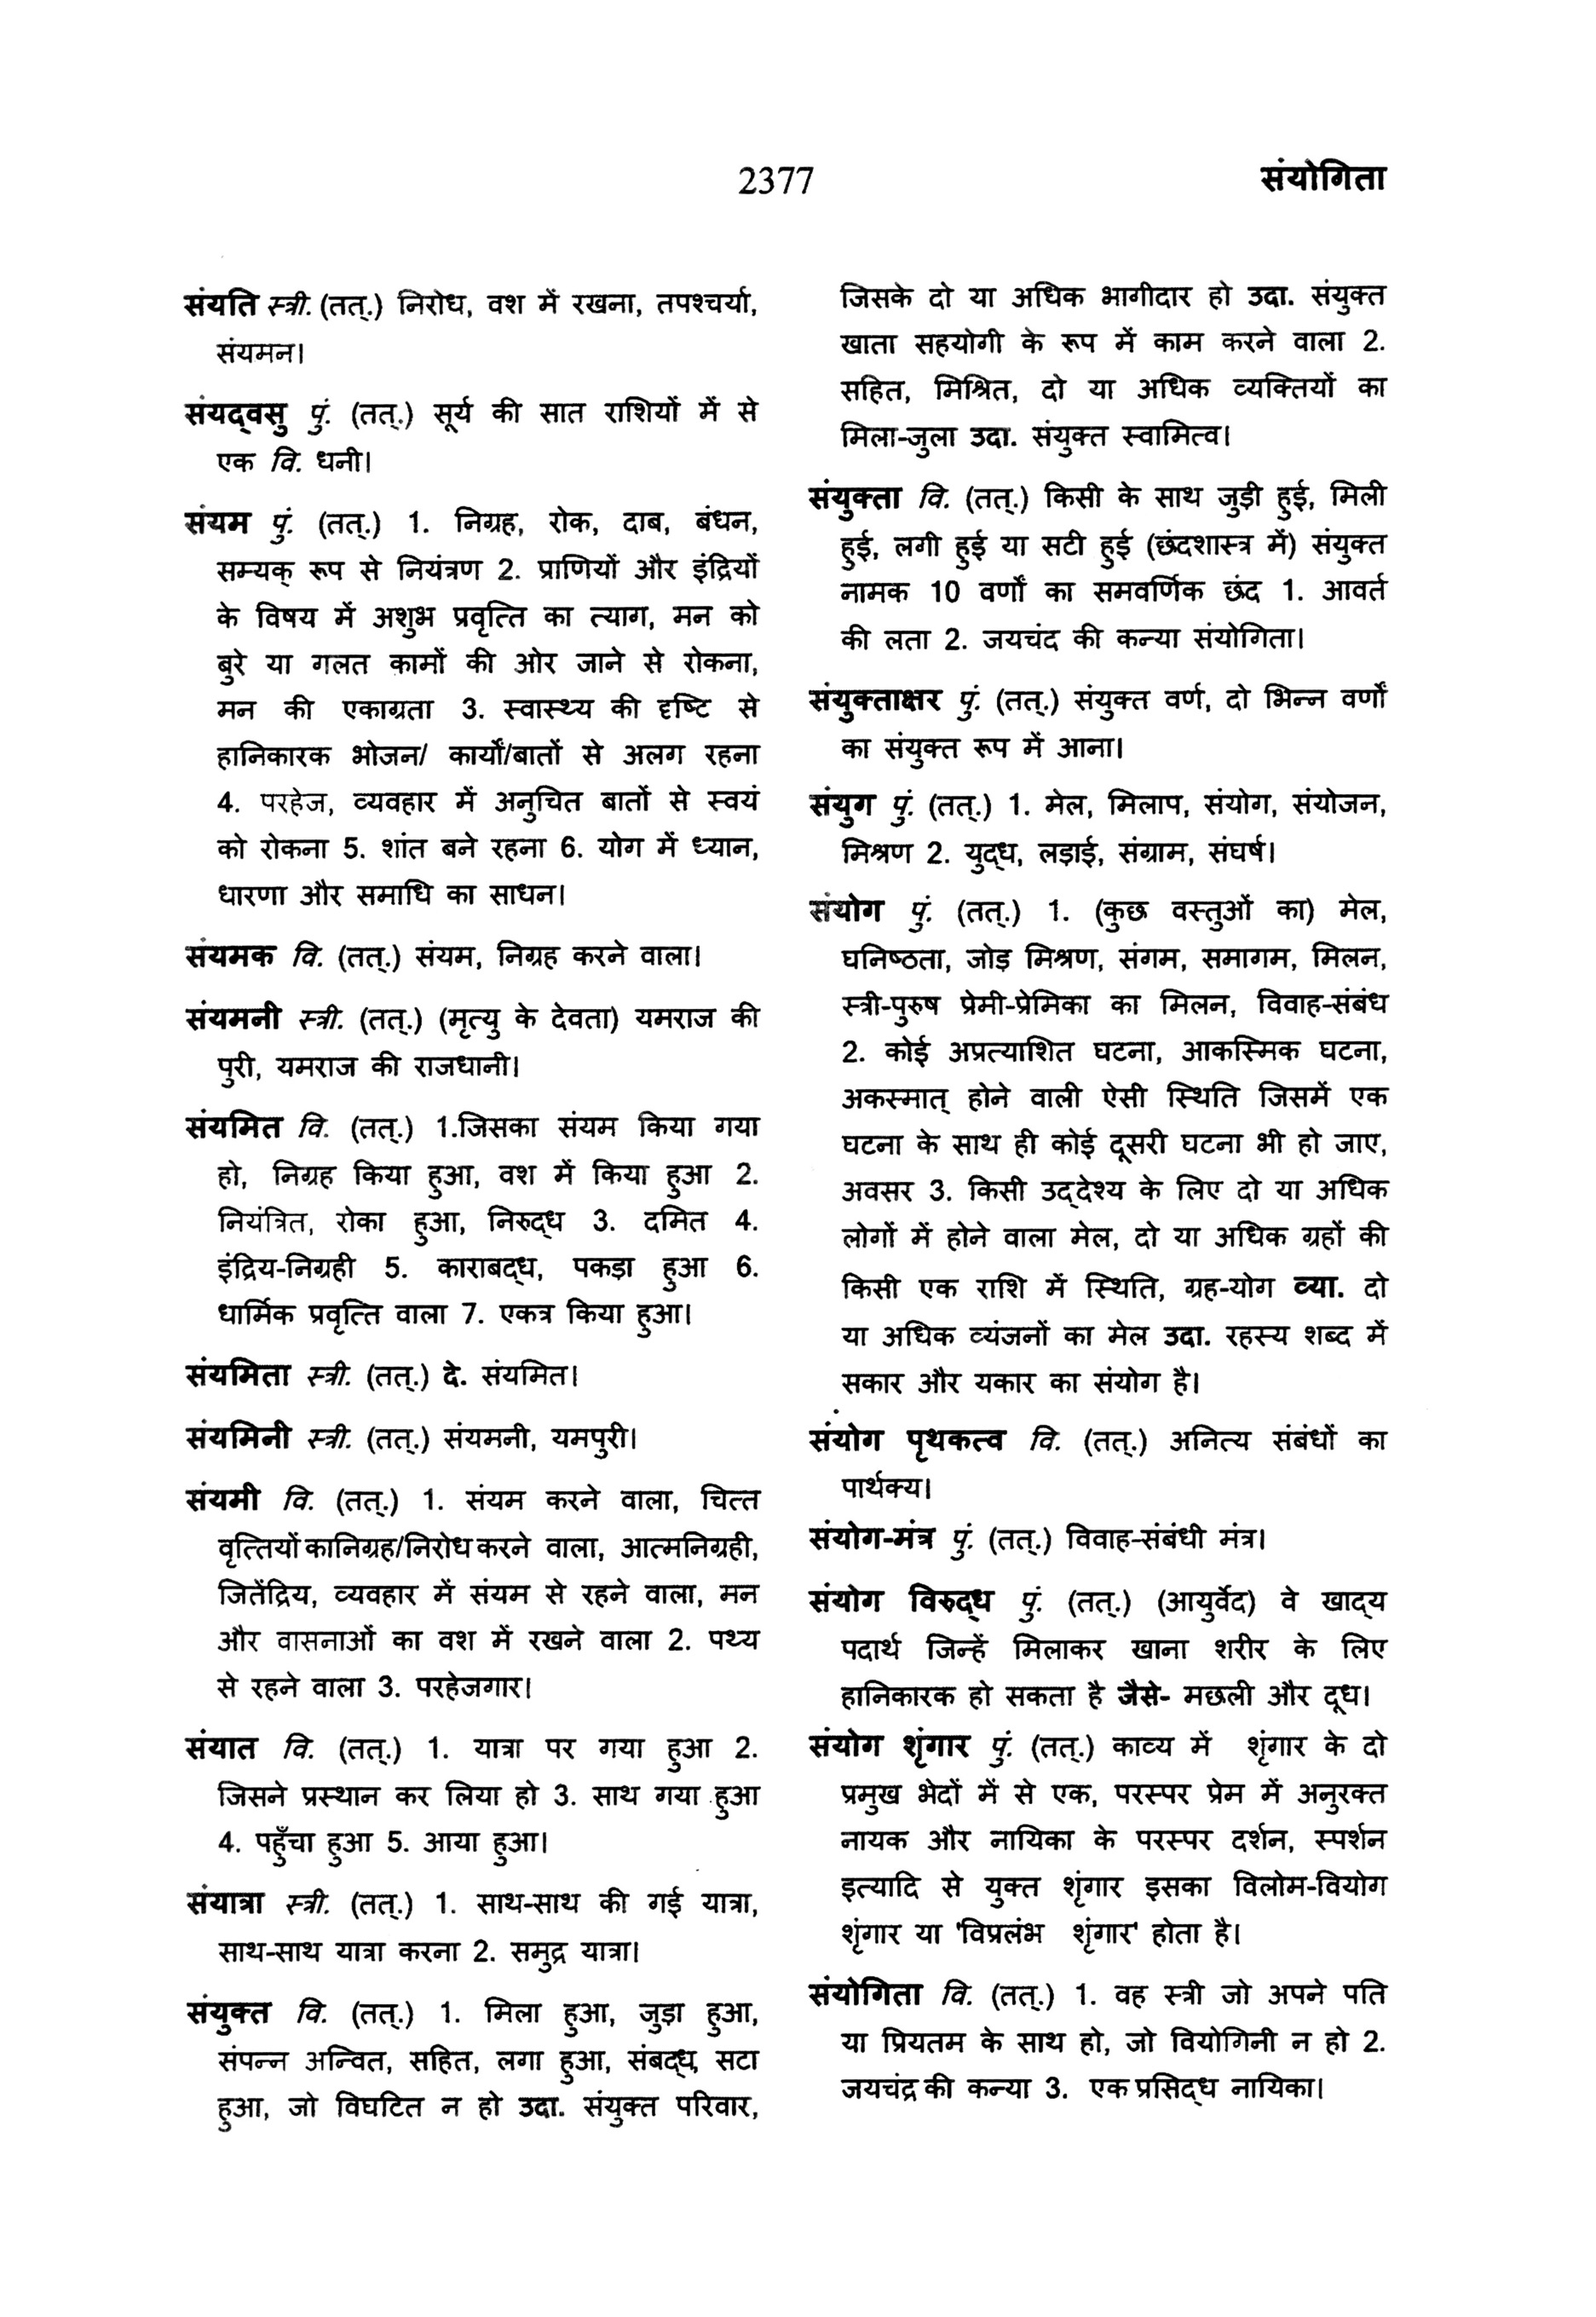 2377
संयोगिता
संयति स्त्री. (तत्.) निरोध, वश में रखना, तपश्चर्या,
संयमन।
संयद्वसु पुं. (तत्.) सूर्य की सात राशियों में से
एक वि. धनी।
संयम पुं. (तत्.) 1. निग्रह, रोक, दाब, बंधन,
सम्यक् रूप से नियंत्रण 2. प्राणियों और इंद्रियों
के विषय में अशुभ प्रवृत्ति का त्याग, मन को
बुरे या गलत कामों की ओर जाने से रोकना,
मन की एकाग्रता 3. स्वास्थ्य की दृष्टि से
हानिकारक भोजन/ कार्यों/बातों से अलग रहना
4. परहेज, व्यवहार में अनुचित बातों से स्वयं
को रोकना 5. शांत बने रहना 6. योग में ध्यान,
धारणा और समाधि का साधन।
संयमक वि. (तत्.) संयम, निग्रह करने वाला।
संयमनी स्त्री. (तत्.) (मृत्यु के देवता) यमराज की
पुरी, यमराज की राजधानी।
संयमित वि. (तत्.) 1.जिसका संयम किया गया
हो, निग्रह किया हुआ, वश में किया हुआ 2.
नियंत्रित, रोका हुआ, निरुद्ध 3. दमित 4.
इंद्रिय-निग्रही 5. काराबद्ध, पकड़ा हुआ 6.
धार्मिक प्रवृत्ति वाला 7. एकत्र किया हुआ।
संयमिता स्त्री. (तत्.) दे. संयमित।
संयमिनी स्त्री. (तत्.) संयमनी, यमपुरी।
संयमी वि. (तत्.) 1. संयम करने वाला, चित्त
वृत्तियों कानिग्रह/निरोध करने वाला, आत्मनिग्रही,
जितेंद्रिय, व्यवहार में संयम से रहने वाला, मन
और वासनाओं का वश में रखने वाला 2. पथ्य
से रहने वाला 3. परहेजगार।
संयात वि. (तत्.) 1. यात्रा पर गया हुआ 2.
जिसने प्रस्थान कर लिया हो 3. साथ गया हुआ
4. पहुँचा हुआ 5. आया हुआ।
संयात्रा स्त्री. (तत्.) 1. साथ-साथ की गई यात्रा,
साथ-साथ यात्रा करना 2. समुद्र यात्रा।
संयुक्त वि. (तत्.) 1. मिला हुआ, जुड़ा हुआ,
संपन्न अन्वित, सहित, लगा हुआ, संबद्ध, सटा
हुआ, जो विघटित न हो उदा. संयुक्त परिवार,
जिसके दो या अधिक भागीदार हो उदा. संयुक्त
खाता सहयोगी के रूप में काम करने वाला 2.
सहित, मिश्रित, दो या अधिक व्यक्तियों का
मिला-जुला उदा. संयुक्त स्वामित्व।
संयुक्ता वि. (तत्.) किसी के साथ जुड़ी हुई, मिली
हुई, लगी हुई या सटी हुई (छंदशास्त्र में) संयुक्त
नामक 10 वर्णों का समवर्णिक छंद 1. आवर्त
की लता 2. जयचंद की कन्या संयोगिता।
संयुक्ताक्षर पुं. (तत्.) संयुक्त वर्ण, दो भिन्न वर्णों
का संयुक्त रूप में आना।
संयुग पुं. (तत्.) 1. मेल, मिलाप, संयोग, संयोजन,
मिश्रण 2. युद्ध, लड़ाई, संग्राम, संघर्ष।
संयोग पुं. (तत्.) 1. (कुछ वस्तुओं का) मेल,
घनिष्ठता, जोड़ मिश्रण, संगम, समागम, मिलन,
स्त्री-पुरुष प्रेमी-प्रेमिका का मिलन, विवाह-संबंध
2. कोई अप्रत्याशित घटना, आकस्मिक घटना,
अकस्मात् होने वाली ऐसी स्थिति जिसमें एक
घटना के साथ ही कोई दूसरी घटना भी हो जाए,
अवसर 3. किसी उद्देश्य के लिए दो या अधिक
लोगों में होने वाला मेल, दो या अधिक ग्रहों की
किसी एक राशि में स्थिति, ग्रह-योग व्या. दो
या अधिक व्यंजनों का मेल उदा. रहस्य शब्द में
सकार और यकार का संयोग है।
संयोग पृथकत्व वि. (तत्.) अनित्य संबंधों का
पार्थक्य।
संयोग-मंत्र पुं. (तत्.) विवाह-संबंधी मंत्र।
संयोग विरुद्ध पुं. (तत्.) (आयुर्वेद) वे खाद्य
पदार्थ जिन्हें मिलाकर खाना शरीर के लिए
हानिकारक हो सकता है जैसे- मछली और दूध।
संयोग शृंगार पुं. (तत्.) काव्य में शृंगार के दो
प्रमुख भेदों में से एक, परस्पर प्रेम में अनुरक्त
नायक और नायिका के परस्पर दर्शन, स्पर्शन
इत्यादि से युक्त शृंगार इसका विलोम-वियोग
शृंगार या 'विप्रलंभ शृंगार' होता है।
संयोगिता वि. (तत्.) 1. वह स्त्री जो अपने पति
या प्रियतम के साथ हो, जो वियोगिनी न हो 2.
जयचंद्र की कन्या 3. एक प्रसिद्ध नायिका।